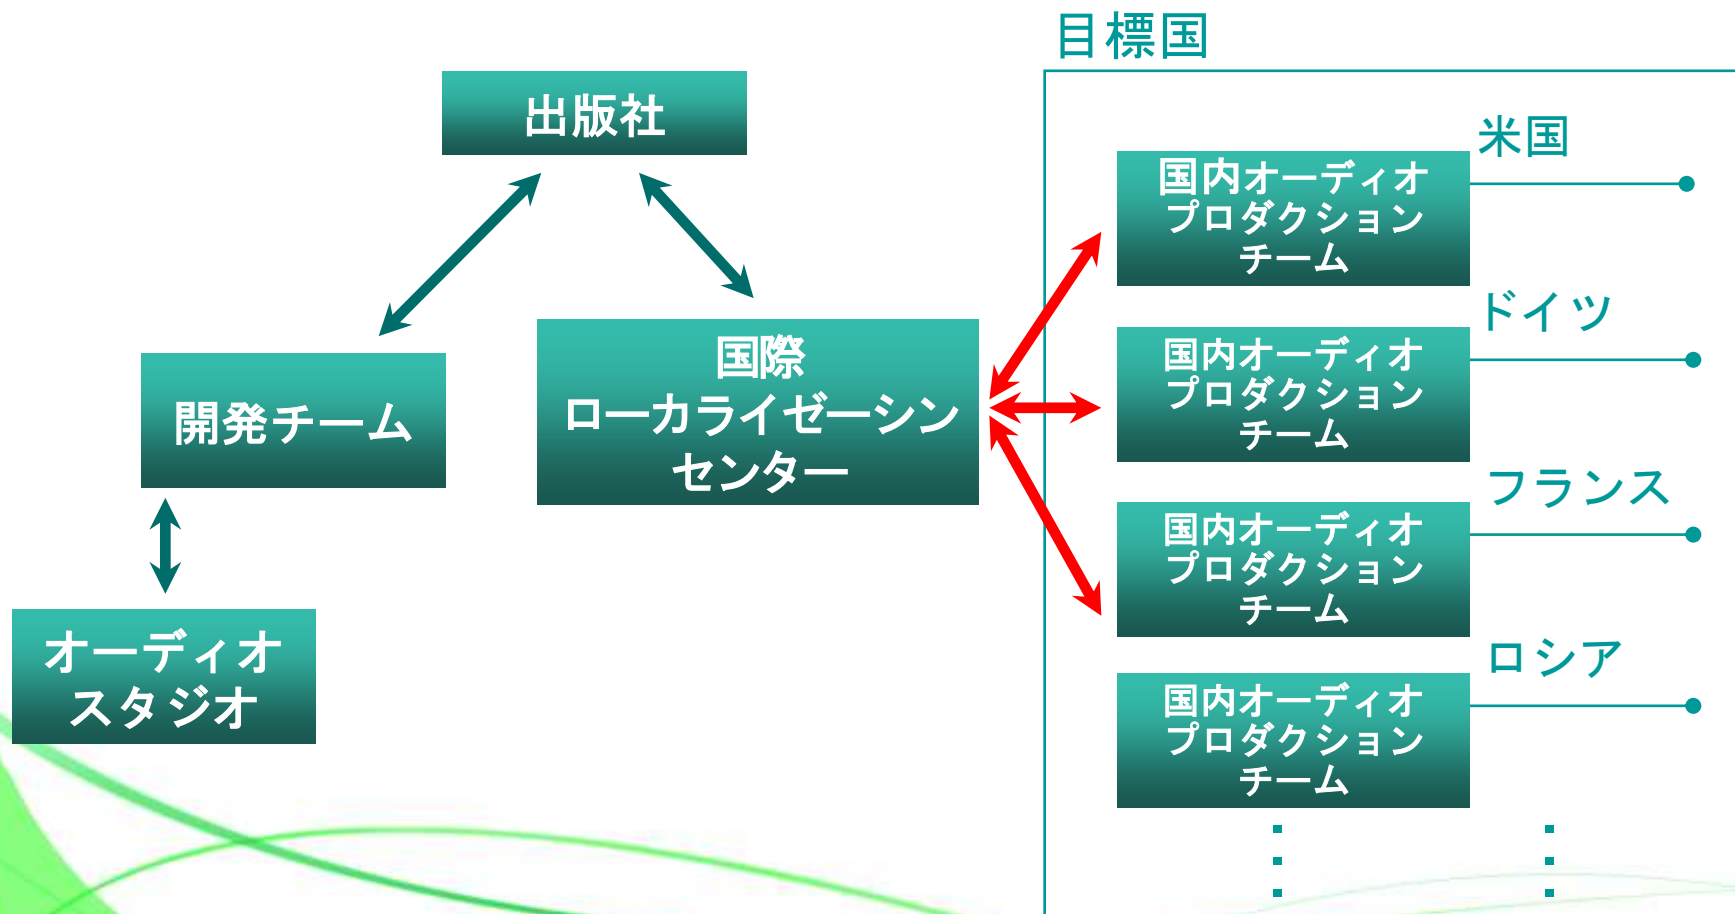 目標国
出版社
開発チーム
オーディオ
スタジオ
国際
ローカライゼーシン
センター
国内オーディオ
プロダクション
チーム
米国
国内オーディオ
プロダクション
チーム
ドイツ
国内オーディオ
プロダクション
チーム
フランス
国内オーディオ
プロダクション
チーム
ロシア